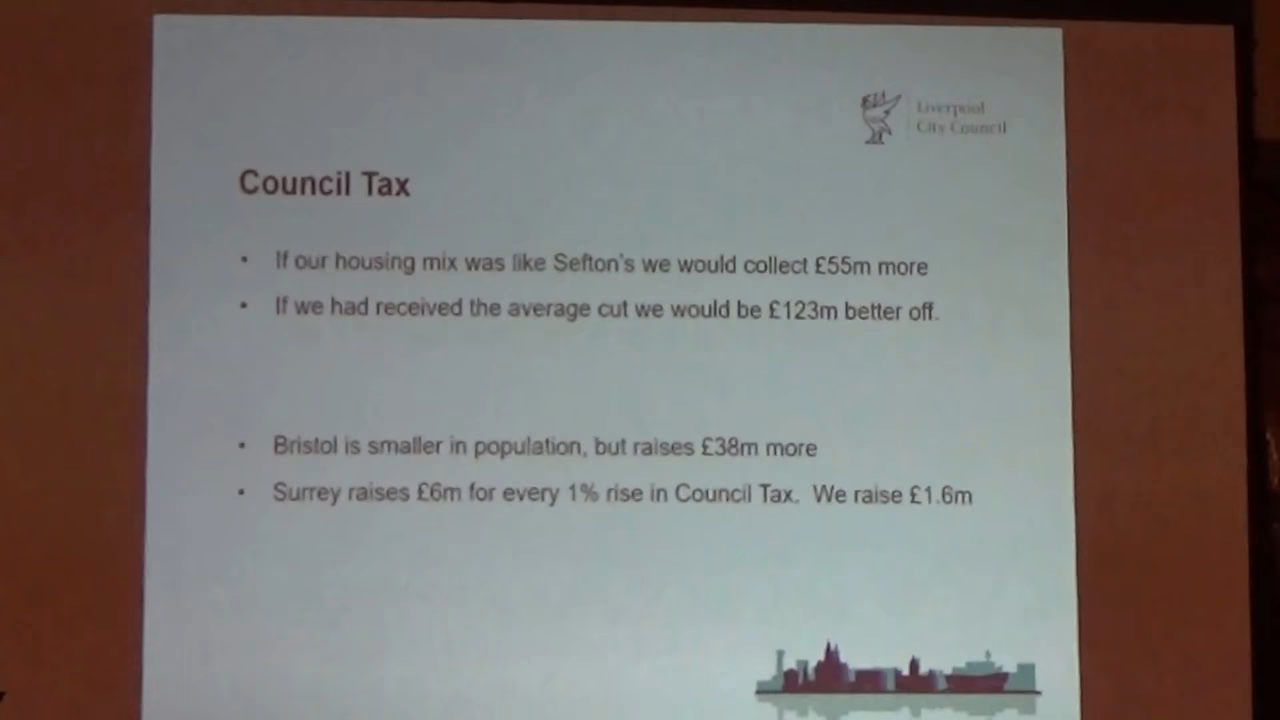 Liverpool
City Council
Council Tax
• If our housing mix was like Sefton's we would collect £55m more
• If we had received the average cut we would be £123m better off.
• Bristol is smaller in population, but raises £38m more
• Surrey raises £6m for every 1% rise in Council Tax. We raise £1.6m